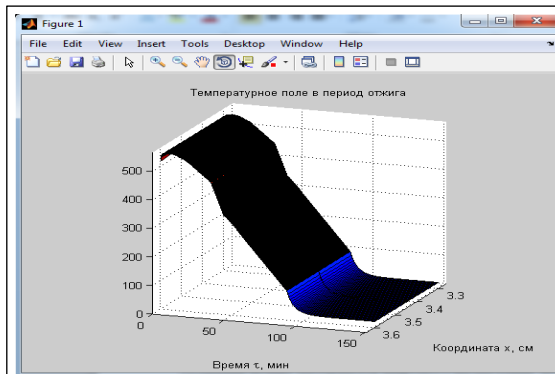 Figure 1
File Edit View Insert Tools Desktop Window Help
Температурное поле в период отжига
500
400
300
200
100
0
0
50
100
150
3.6
3.5
3.4
3.3
Координата x, см
Время τ, мин